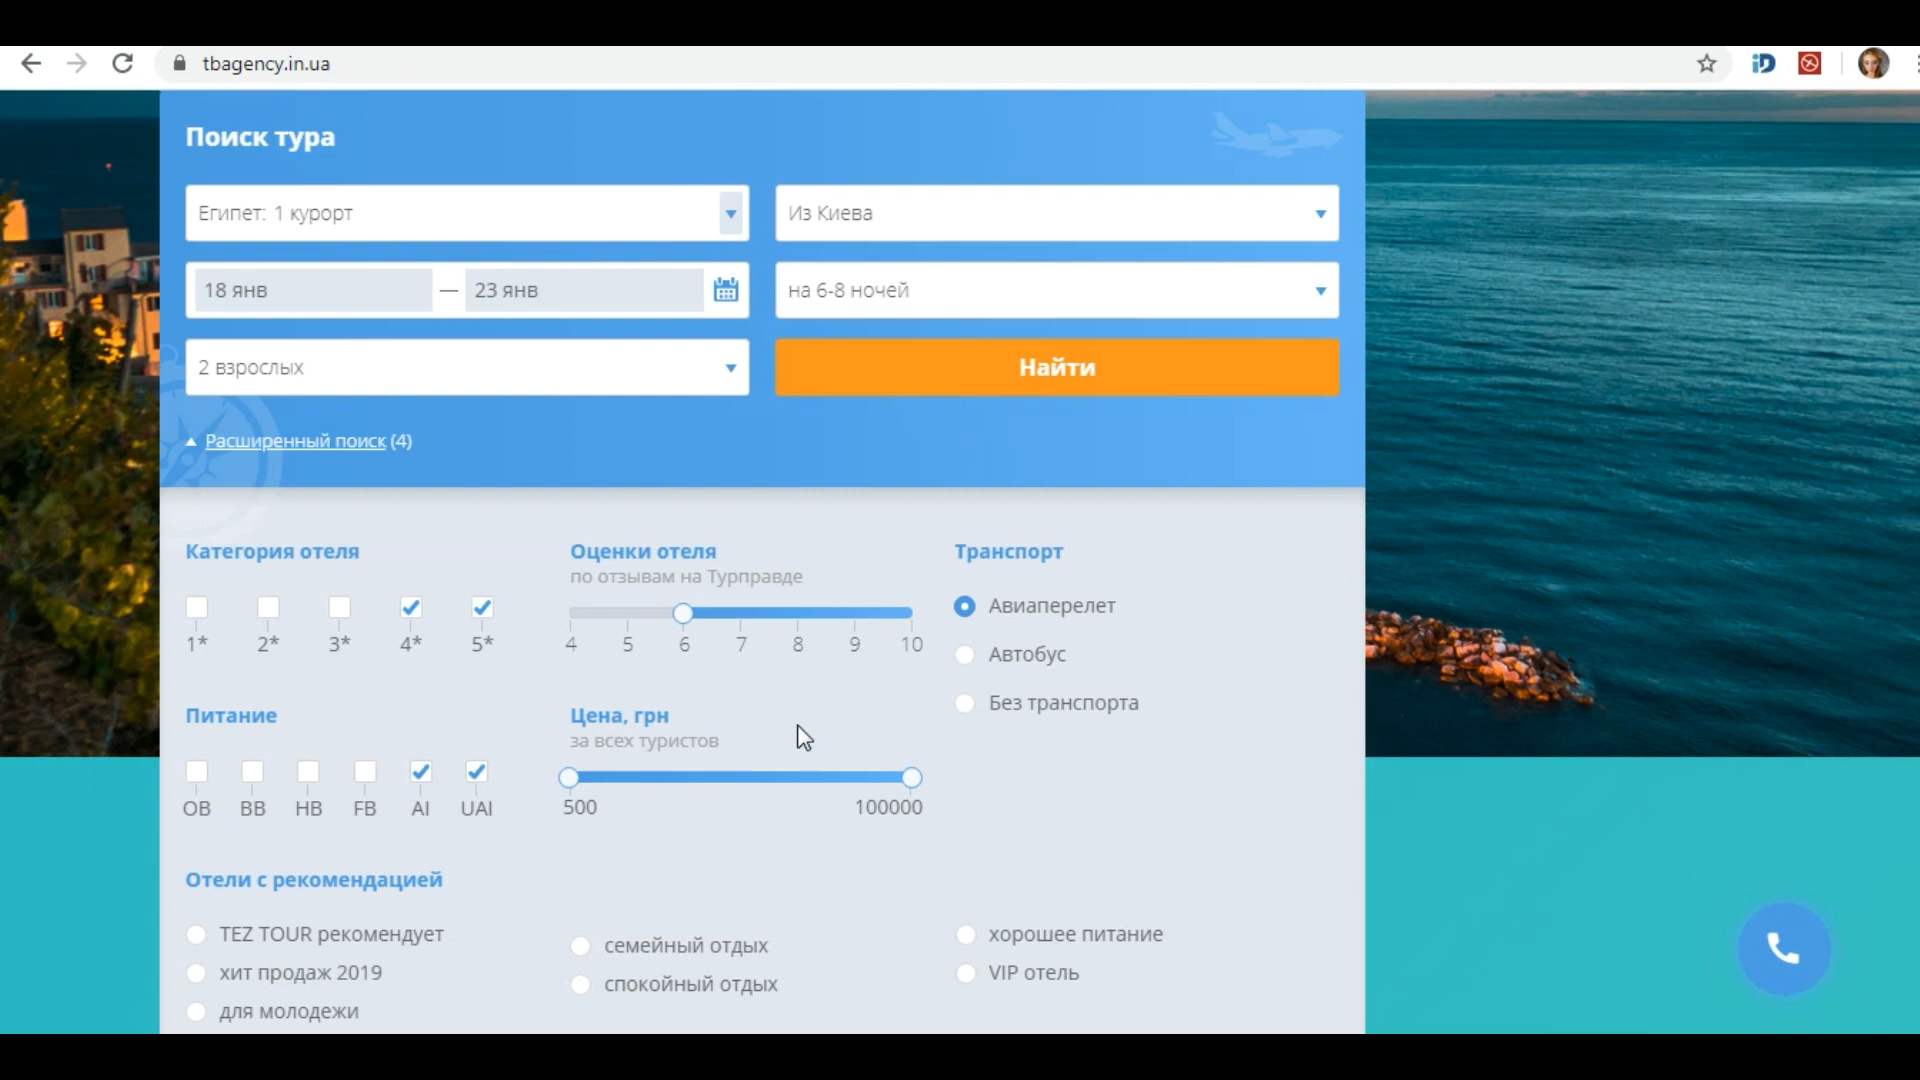 tbagency.in.ua
Поиск тура
Египет: 1 курорт
Из Киева
18 янв — 23 янв
на 6-8 ночей
2 взрослых
Найти
Расширенный поиск (4)
Категория отеля
1* 2* 3* 4* 5*
Оценки отеля
по отзывам на Турправде
4 5 6 7 8 9 10
Транспорт
Авиаперелет
Автобус
Без транспорта
Питание
OB BB HB FB AI UAI
Цена, грн
за всех туристов
500 100000
Отели с рекомендацией
TEZ TOUR рекомендует
хит продаж 2019
для молодежи
семейный отдых
спокойный отдых
хорошее питание
VIP отель